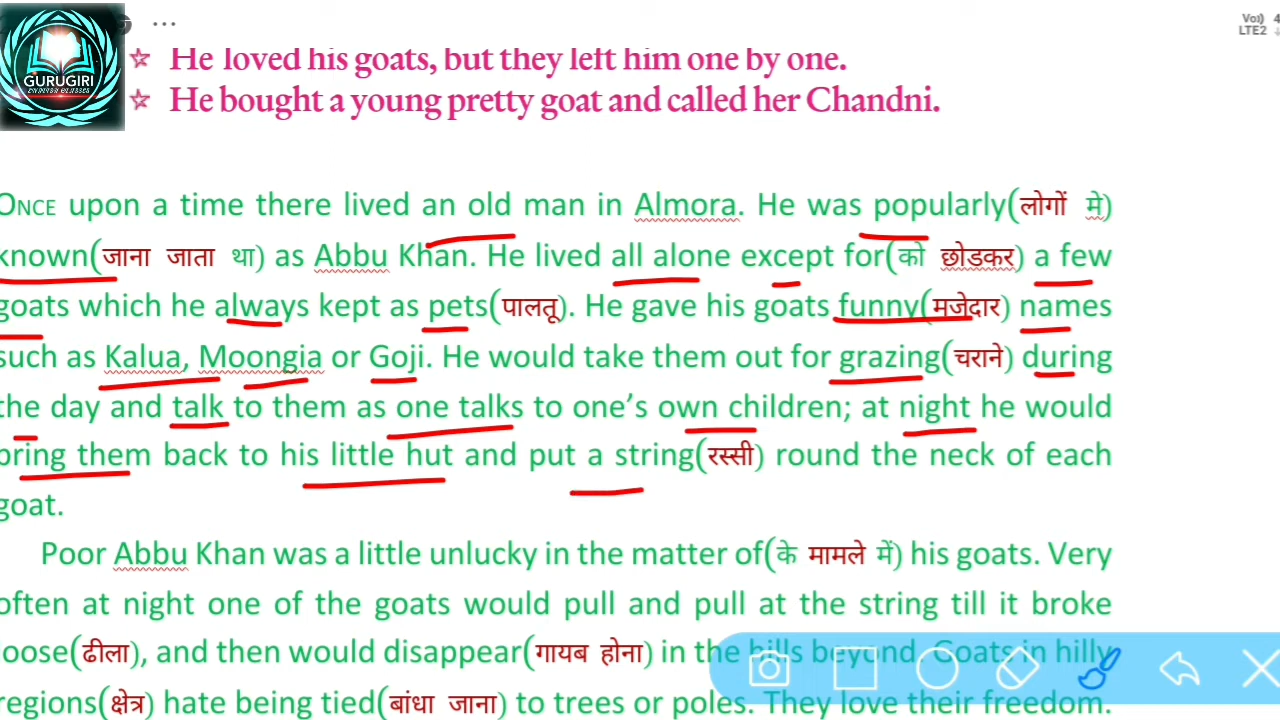 ...
Vo)) 4
LTE2
GURUGIRI
☆ He loved his goats, but they left him one by one.
☆ He bought a young pretty goat and called her Chandni.
ONCE upon a time there lived an old man in Almora. He was popularly(लोगों में)
known(जाना जाता था) as Abbu Khan. He lived all alone except for(को छोडकर) a few
goats which he always kept as pets(पालतू). He gave his goats funny(मजेदार) names
such as Kalua, Moongia or Goji. He would take them out for grazing(चराने) during
the day and talk to them as one talks to one's own children; at night he would
bring them back to his little hut and put a string(रस्सी) round the neck of each
goat.
Poor Abbu Khan was a little unlucky in the matter of(के मामले में) his goats. Very
often at night one of the goats would pull and pull at the string till it broke
loose(ढीला), and then would disappear(गायब होना) in the hills beyond. Goats in hilly
regions(क्षेत्र) hate being tied(बांधा जाना) to trees or poles. They love their freedom.